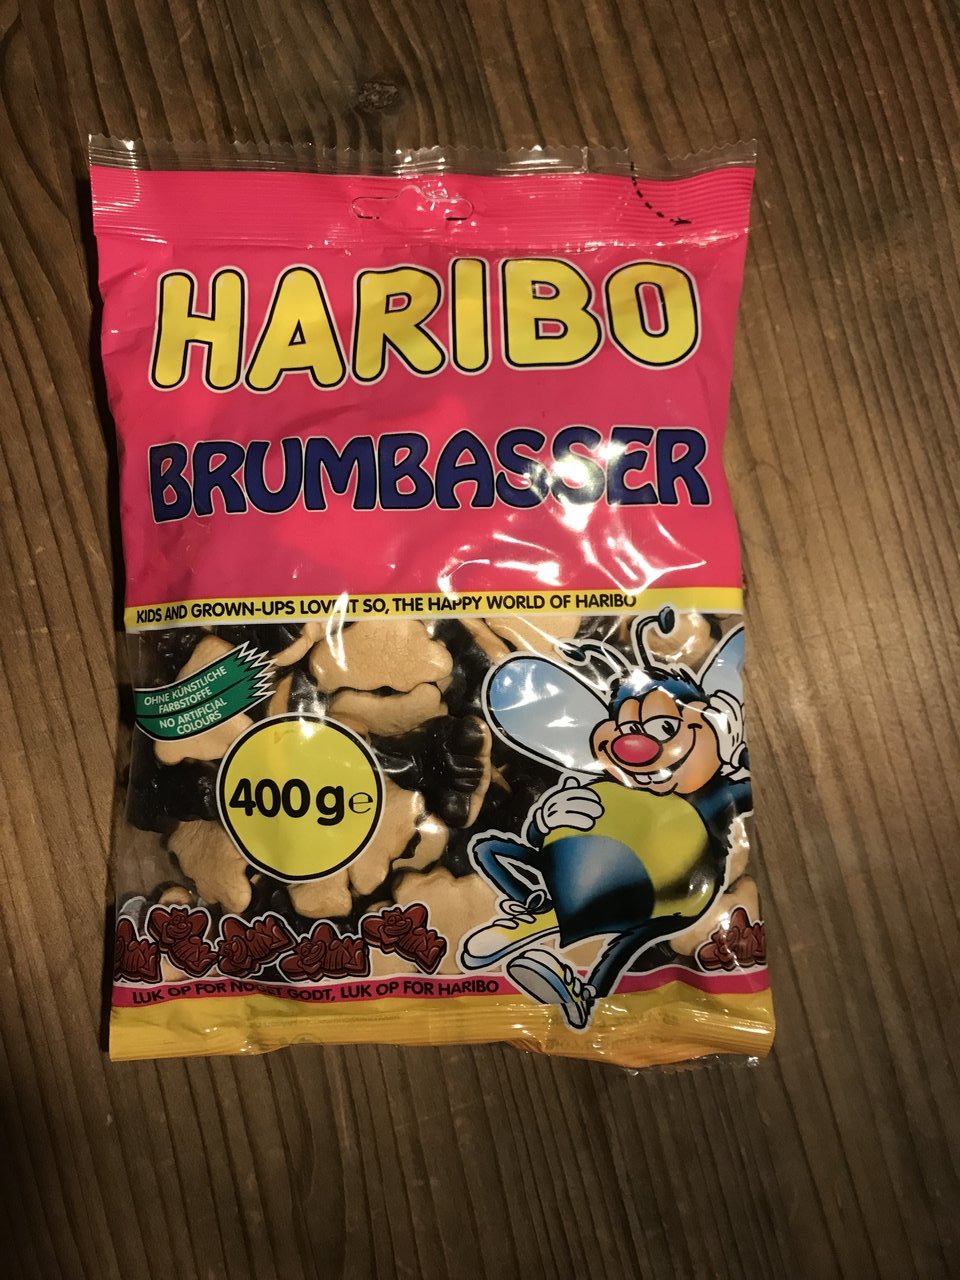 HARIBO
BRUMBASSER
KIDS AND GROWN-UPS LOVE IT SO, THE HAPPY WORLD OF HARIBO
OHNE KÜNSTLICHE
FARBSTOFFE
NO ARTIFICIAL
COLOURS
400 g e
LUK OP FOR NOGET GODT, LUK OP FOR HARIBO